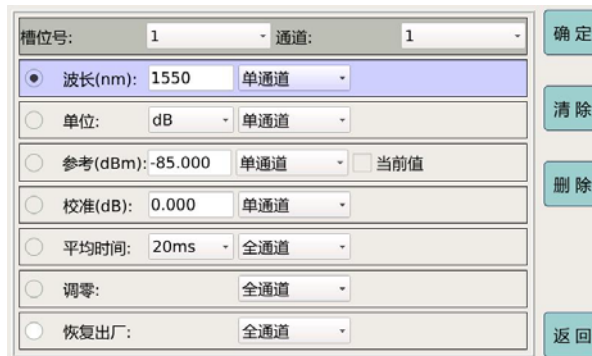 槽位号: 1 通道: 1
确定
波长(nm): 1550 单通道
清除
单位: dB 单通道
参考(dBm): -85.000 单通道 当前值
删除
校准(dB): 0.000 单通道
平均时间: 20ms 全通道
调零: 全通道
恢复出厂: 全通道
返回